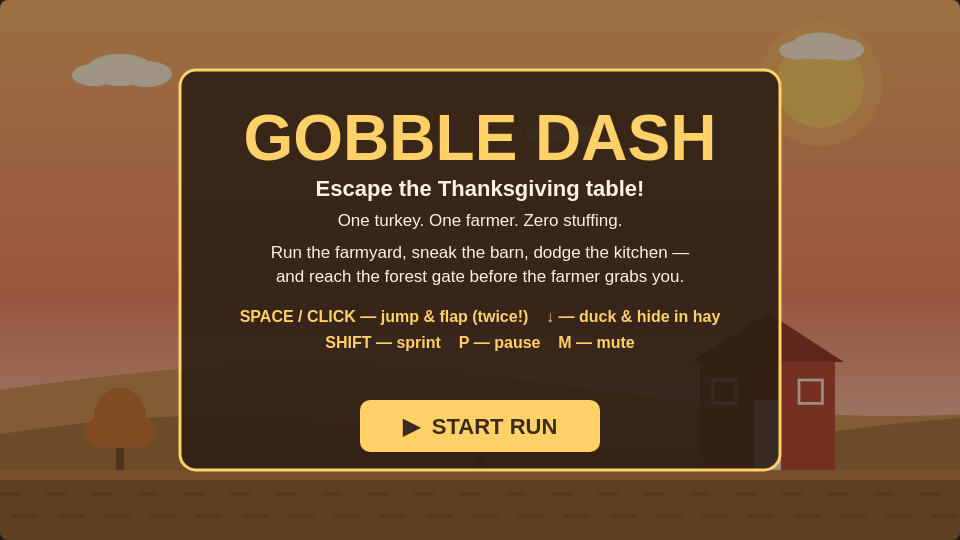 GOBBLE DASH
Escape the Thanksgiving table!
One turkey. One farmer. Zero stuffing.
Run the farmyard, sneak the barn, dodge the kitchen —
and reach the forest gate before the farmer grabs you.
SPACE / CLICK — jump & flap (twice!) ↓ — duck & hide in hay
SHIFT — sprint P — pause M — mute
▶ START RUN